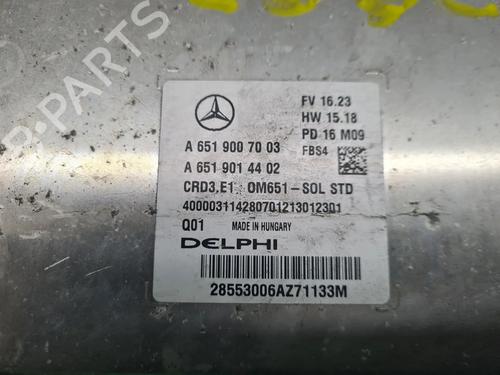 FV 16.23
HW 15.18
PD 16 M09
A 651 900 70 03
FBS4
A 651 901 44 02
CRD3.E1 OM651-SOL STD
400003114280701213012301
Q01 MADE IN HUNGARY
DELPHI
28553006AZ71133M